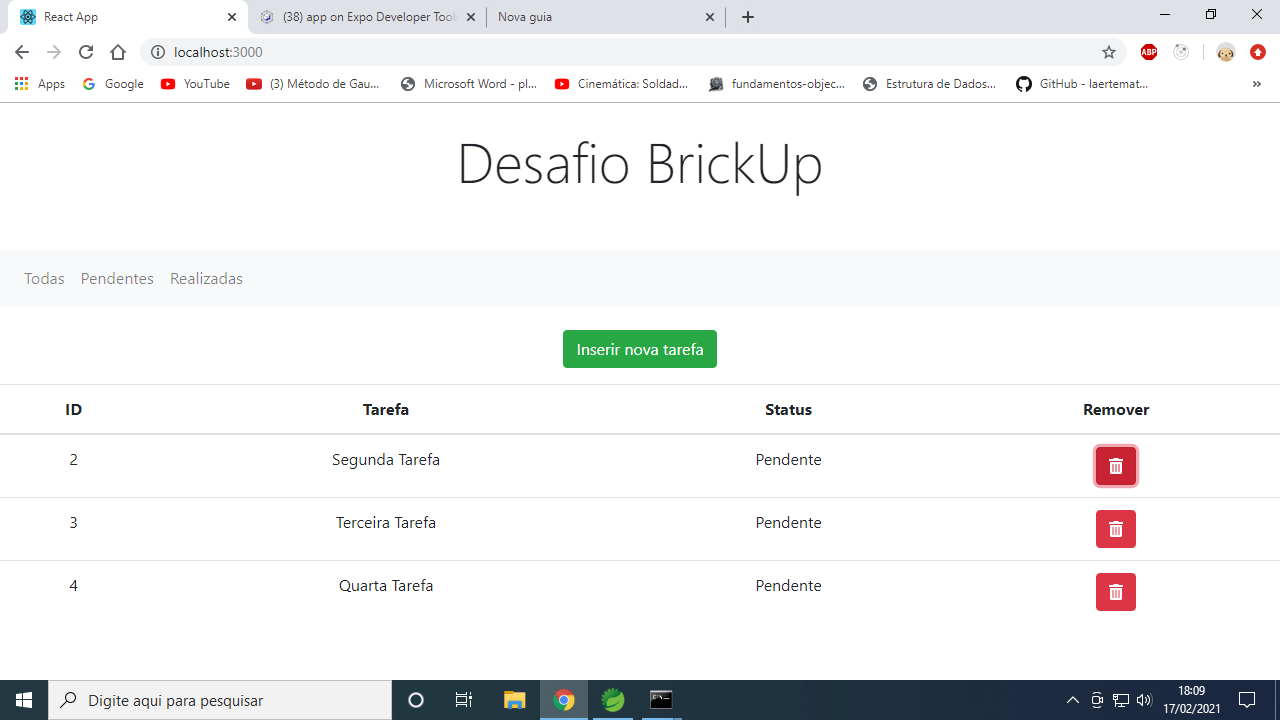 React App
(38) app on Expo Developer Tools
Nova guia
localhost:3000
ABP
Apps
Google
YouTube
(3) Método de Gau...
Microsoft Word - pl...
Cinemática: Soldad...
fundamentos-objec...
Estrutura de Dados...
GitHub - laertemat...
»
Desafio BrickUp
Todas Pendentes Realizadas
Inserir nova tarefa
ID Tarefa Status Remover
2 Segunda Tarefa Pendente
3 Terceira Tarefa Pendente
4 Quarta Tarefa Pendente
Digite aqui para pesquisar
18:09
17/02/2021